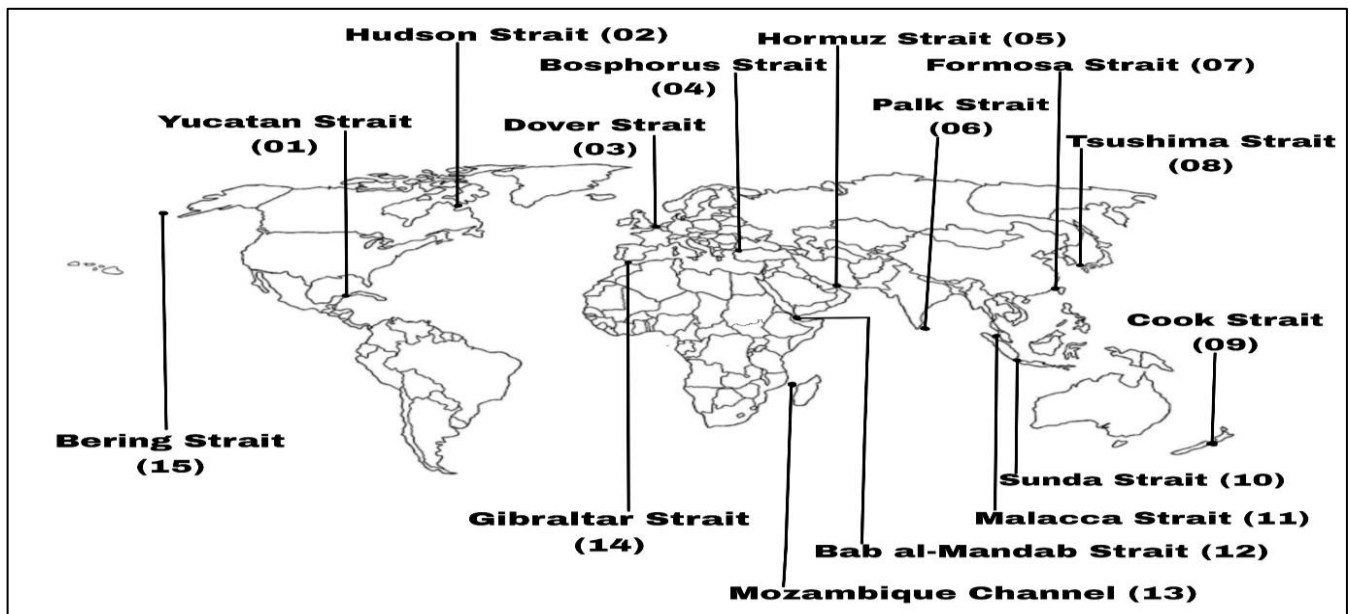 Hudson Strait (02)
Hormuz Strait (05)
Bosphorus Strait
(04)
Formosa Strait (07)
Yucatan Strait
(01)
Dover Strait
(03)
Palk Strait
(06)
Tsushima Strait
(08)
Cook Strait
(09)
Bering Strait
(15)
Sunda Strait (10)
Gibraltar Strait
(14)
Malacca Strait (11)
Bab al-Mandab Strait (12)
Mozambique Channel (13)